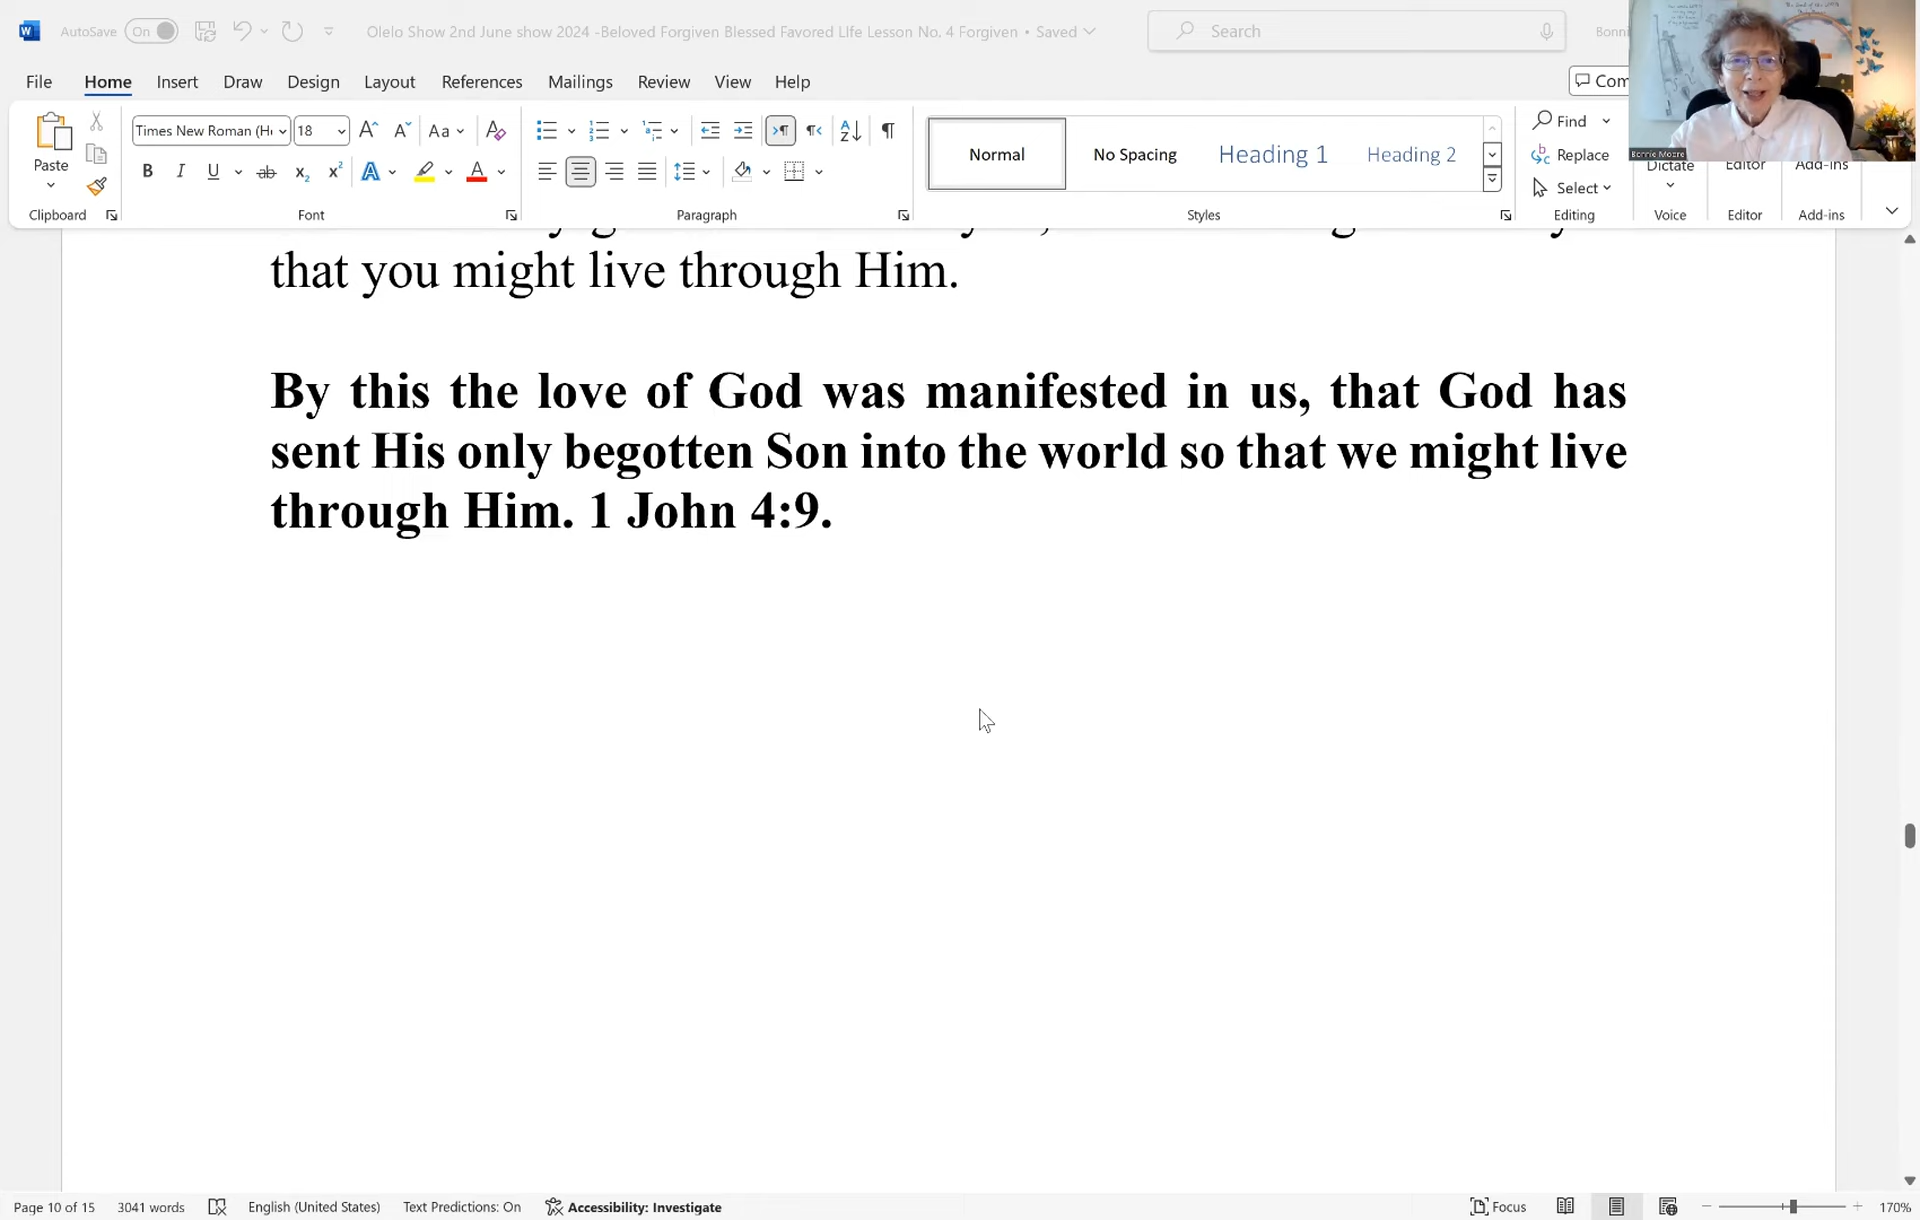 AutoSave On Olelo Show 2nd June show 2024 -Beloved Forgiven Blessed Favored LIfe Lesson No. 4 Forgiven • Saved Search Bonni
File Home Insert Draw Design Layout References Mailings Review View Help Com
Paste Times New Roman (H 18 Aa Normal No Spacing Heading 1 Heading 2 Find Replace Select Dictate Editor Add-ins
Clipboard Font Paragraph Styles Editing Voice Editor Add-ins
Bonnie Moore
that you might live through Him.
By this the love of God was manifested in us, that God has
sent His only begotten Son into the world so that we might live
through Him. 1 John 4:9.
Page 10 of 15 3041 words English (United States) Text Predictions: On Accessibility: Investigate Focus 170%